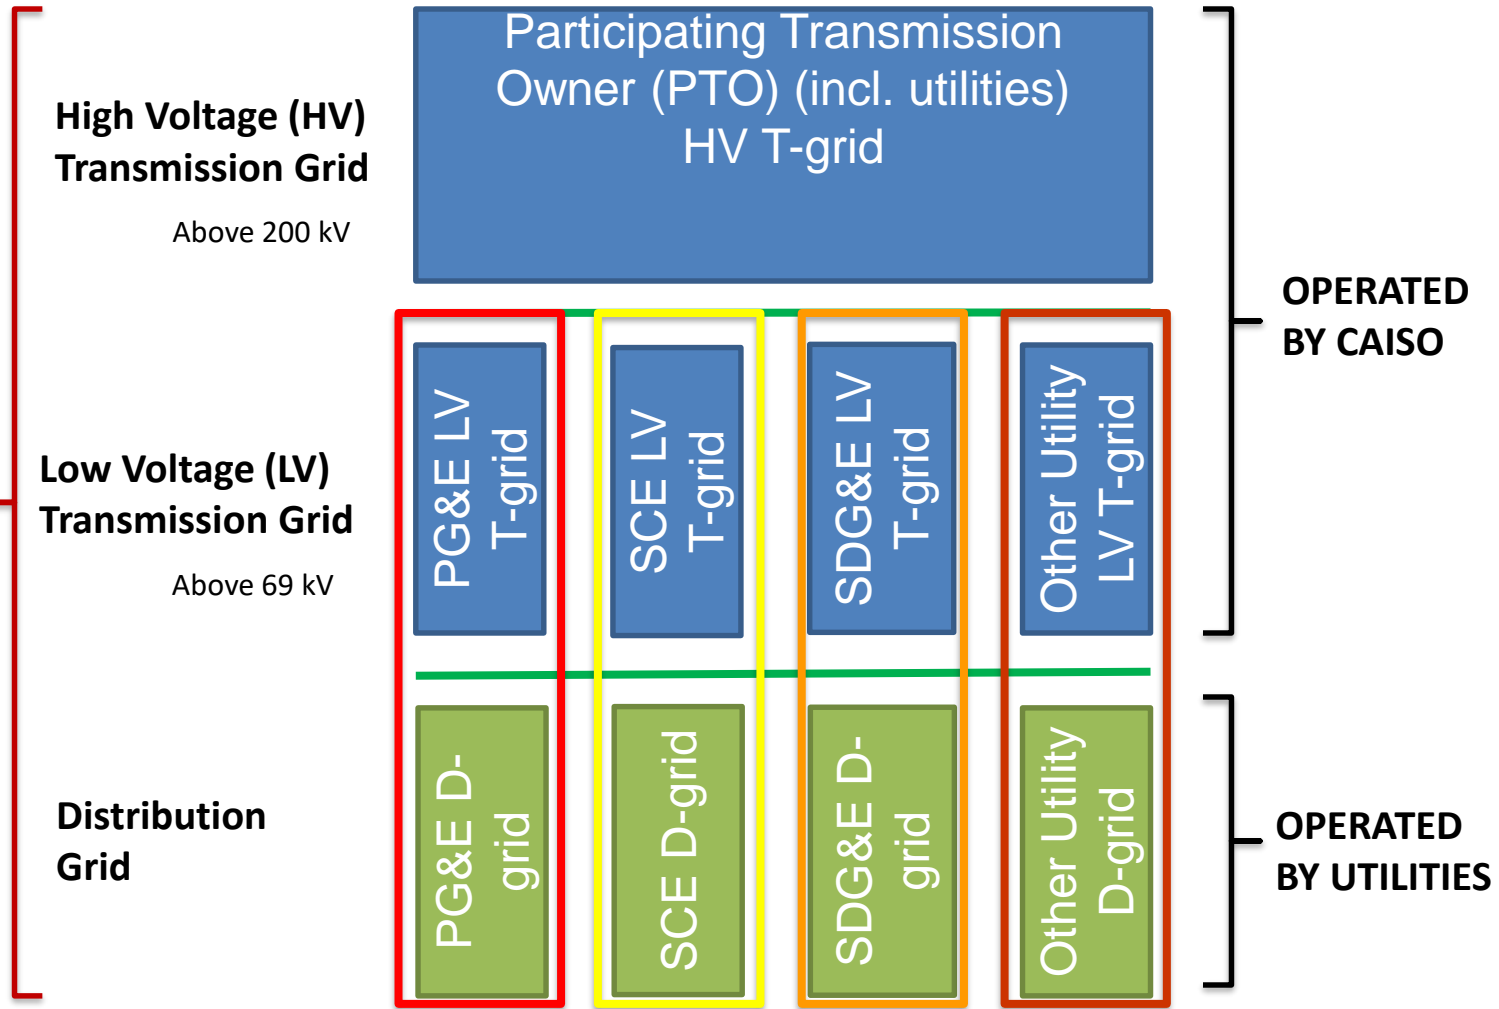 Participating Transmission
Owner (PTO) (incl. utilities)
HV T-grid
High Voltage (HV)
Transmission Grid
Above 200 kV
OPERATED
BY CAISO
Low Voltage (LV)
Transmission Grid
Above 69 kV
PG&E LV
T-grid
SCE LV
T-grid
SDG&E LV
T-grid
Other Utility
LV T-grid
Distribution
Grid
PG&E D-
grid
SCE D-grid
SDG&E D-
grid
Other Utility
D-grid
OPERATED
BY UTILITIES